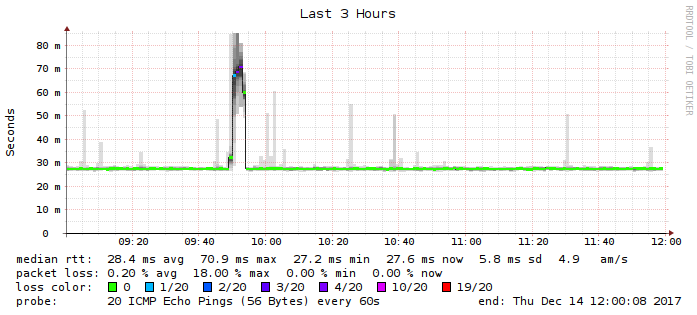 Last 3 Hours
RRDTOOL / TOBI OETIKER
Seconds
80 m
70 m
60 m
50 m
40 m
30 m
20 m
10 m
0
09:20 09:40 10:00 10:20 10:40 11:00 11:20 11:40 12:00
median rtt: 28.4 ms avg 70.9 ms max 27.2 ms min 27.6 ms now 5.8 ms sd 4.9 am/s
packet loss: 0.20 % avg 18.00 % max 0.00 % min 0.00 % now
loss color: 0 1/20 2/20 3/20 4/20 10/20 19/20
probe: 20 ICMP Echo Pings (56 Bytes) every 60s end: Thu Dec 14 12:00:08 2017